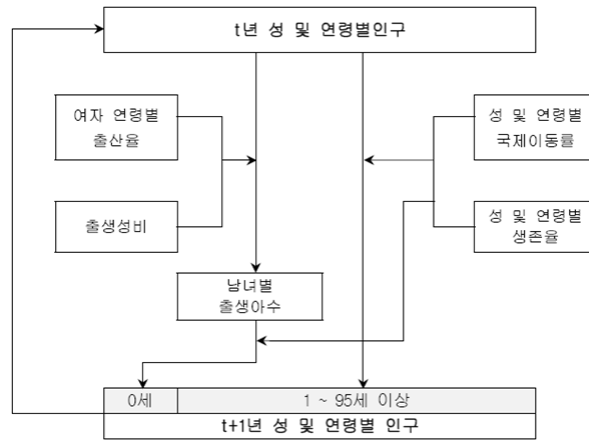 t년 성 및 연령별인구
여자 연령별
출산율
성 및 연령별
국제이동률
출생성비
성 및 연령별
생존율
남녀별
출생아수
0세
1 ~ 95세 이상
t+1년 성 및 연령별 인구